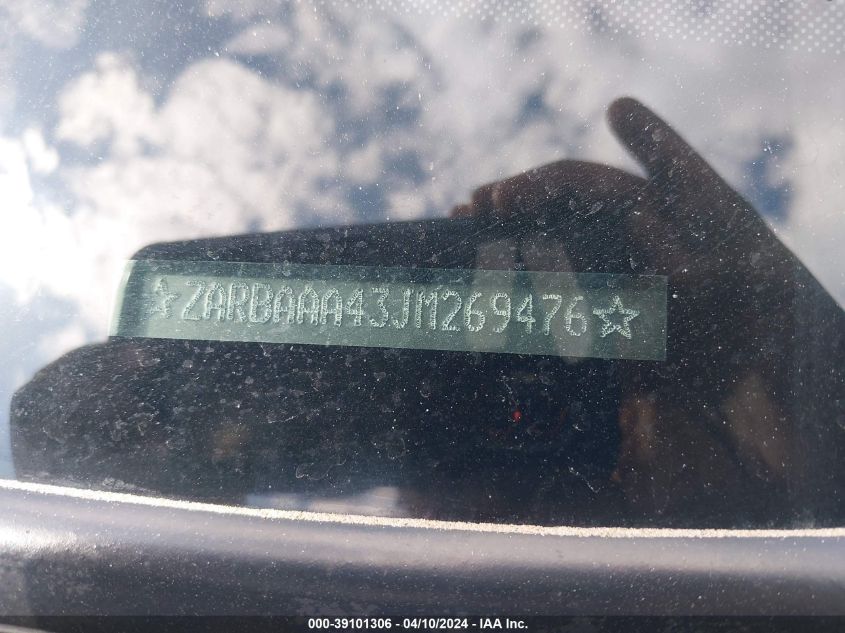 ☆ZARBAAA43JM269476☆
000-39101306 - 04/10/2024 - IAA Inc.